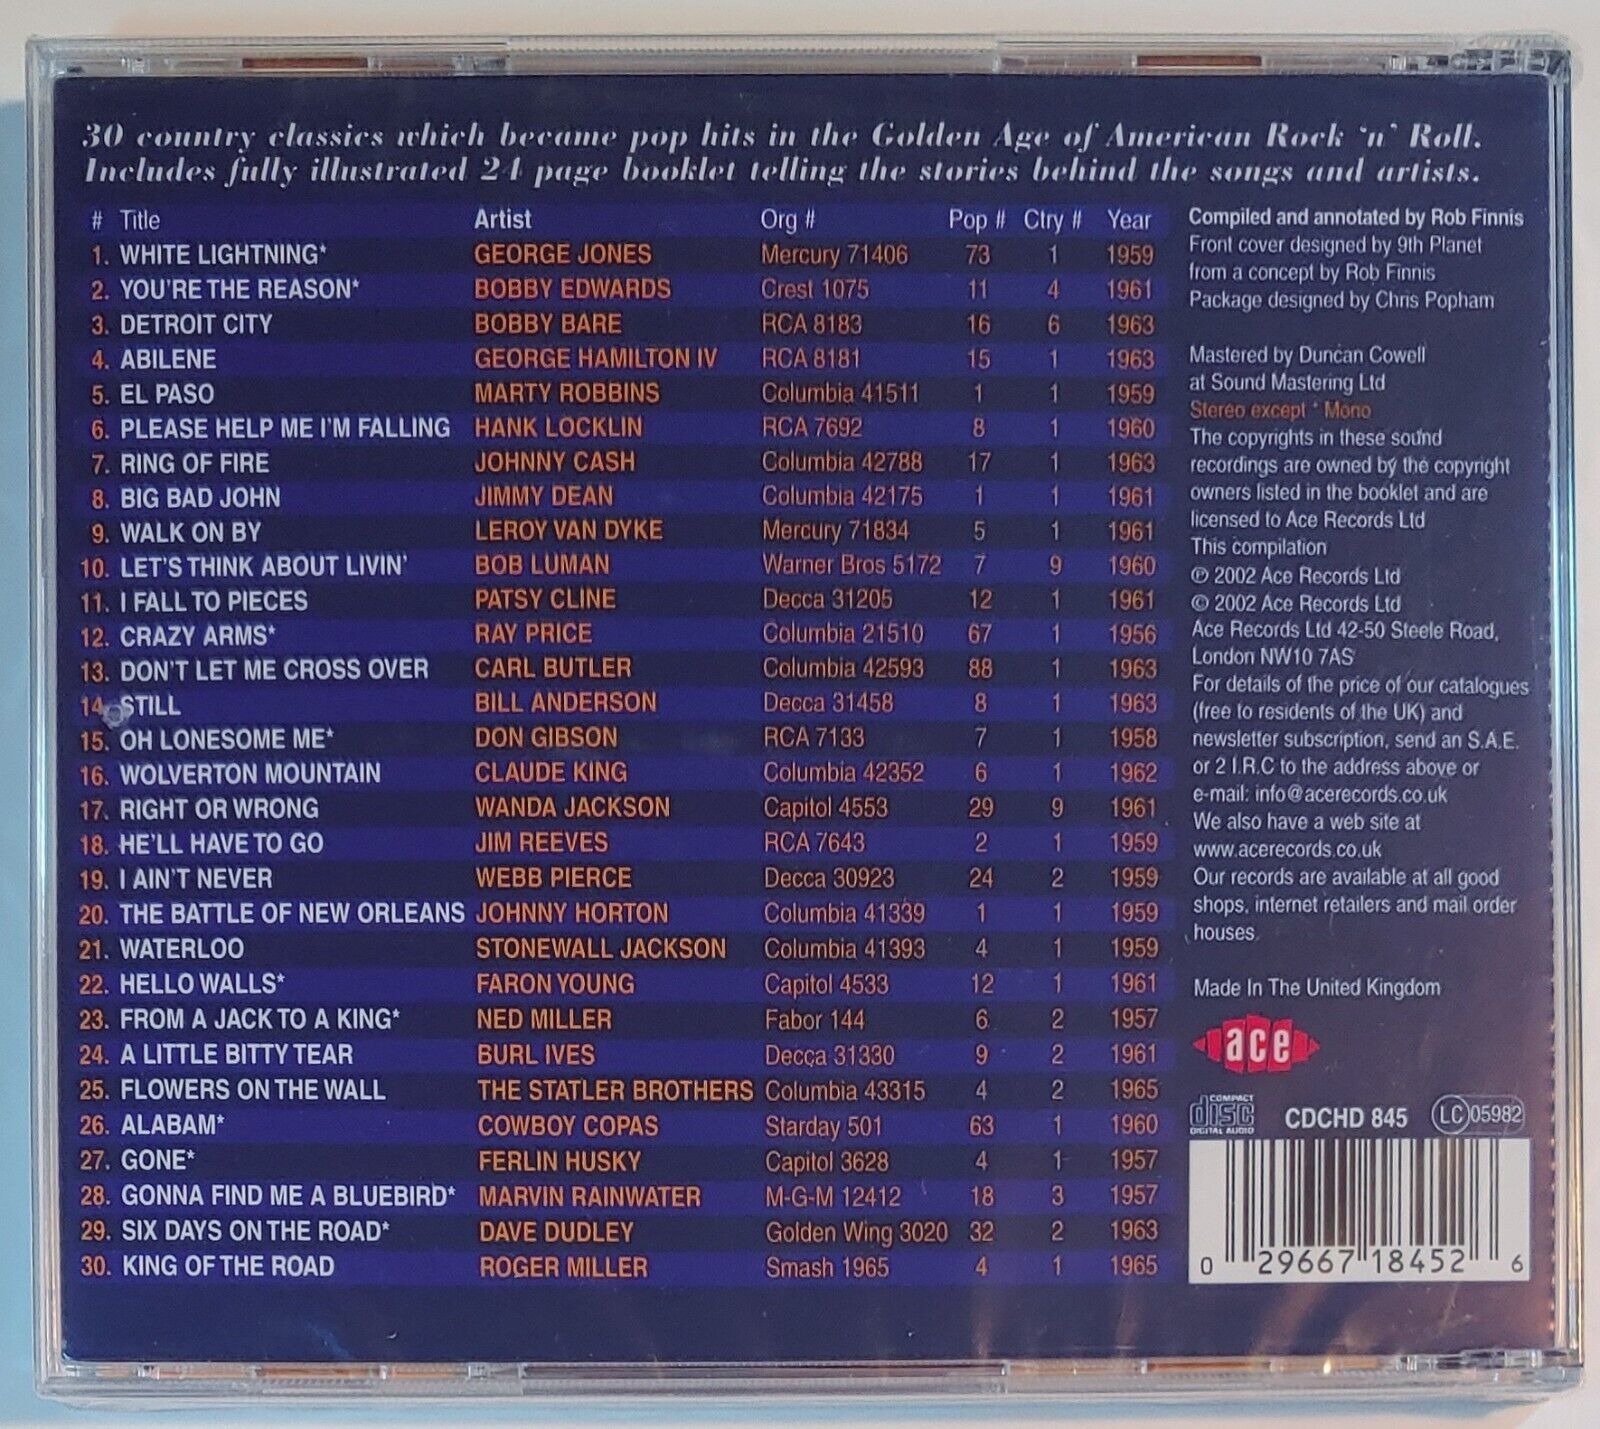 30 country classics which became pop hits in the Golden Age of American Rock 'n' Roll.
Includes fully illustrated 24 page booklet telling the stories behind the songs and artists.
# Title Artist Org # Pop # Ctry # Year
1. WHITE LIGHTNING* GEORGE JONES Mercury 71406 73 1 1959
2. YOU'RE THE REASON* BOBBY EDWARDS Crest 1075 11 4 1961
3. DETROIT CITY BOBBY BARE RCA 8183 16 6 1963
4. ABILENE GEORGE HAMILTON IV RCA 8181 15 1 1963
5. EL PASO MARTY ROBBINS Columbia 41511 1 1 1959
6. PLEASE HELP ME I'M FALLING HANK LOCKLIN RCA 7692 8 1 1960
7. RING OF FIRE JOHNNY CASH Columbia 42788 17 1 1963
8. BIG BAD JOHN JIMMY DEAN Columbia 42175 1 1 1961
9. WALK ON BY LEROY VAN DYKE Mercury 71834 5 1 1961
10. LET'S THINK ABOUT LIVIN' BOB LUMAN Warner Bros 5172 7 9 1960
11. I FALL TO PIECES PATSY CLINE Decca 31205 12 1 1961
12. CRAZY ARMS* RAY PRICE Columbia 21510 67 1 1956
13. DON'T LET ME CROSS OVER CARL BUTLER Columbia 42593 88 1 1963
14. STILL BILL ANDERSON Decca 31458 8 1 1963
15. OH LONESOME ME* DON GIBSON RCA 7133 7 1 1958
16. WOLVERTON MOUNTAIN CLAUDE KING Columbia 42352 6 1 1962
17. RIGHT OR WRONG WANDA JACKSON Capitol 4553 29 9 1961
18. HE'LL HAVE TO GO JIM REEVES RCA 7643 2 1 1959
19. I AIN'T NEVER WEBB PIERCE Decca 30923 24 2 1959
20. THE BATTLE OF NEW ORLEANS JOHNNY HORTON Columbia 41339 1 1 1959
21. WATERLOO STONEWALL JACKSON Columbia 41393 4 1 1959
22. HELLO WALLS* FARON YOUNG Capitol 4533 12 1 1961
23. FROM A JACK TO A KING* NED MILLER Fabor 144 6 2 1957
24. A LITTLE BITTY TEAR BURL IVES Decca 31330 9 2 1961
25. FLOWERS ON THE WALL THE STATLER BROTHERS Columbia 43315 4 2 1965
26. ALABAM* COWBOY COPAS Starday 501 63 1 1960
27. GONE* FERLIN HUSKY Capitol 3628 4 1 1957
28. GONNA FIND ME A BLUEBIRD* MARVIN RAINWATER M-G-M 12412 18 3 1957
29. SIX DAYS ON THE ROAD* DAVE DUDLEY Golden Wing 3020 32 2 1963
30. KING OF THE ROAD ROGER MILLER Smash 1965 4 1 1965
Compiled and annotated by Rob Finnis
Front cover designed by 9th Planet
from a concept by Rob Finnis
Package designed by Chris Popham
Mastered by Duncan Cowell
at Sound Mastering Ltd
Stereo except * Mono
The copyrights in these sound
recordings are owned by the copyright
owners listed in the booklet and are
licensed to Ace Records Ltd
This compilation
℗ 2002 Ace Records Ltd
© 2002 Ace Records Ltd
Ace Records Ltd 42-50 Steele Road,
London NW10 7AS
For details of the price of our catalogues
(free to residents of the UK) and
newsletter subscription, send an S.A.E.
or 2 I.R.C to the address above or
e-mail: info@acerecords.co.uk
We also have a web site at
www.acerecords.co.uk
Our records are available at all good
shops, internet retailers and mail order
houses.
Made In The United Kingdom
ace
COMPACT
disc
DIGITAL AUDIO
CDCHD 845
LC 05982
0 29667 18452 6